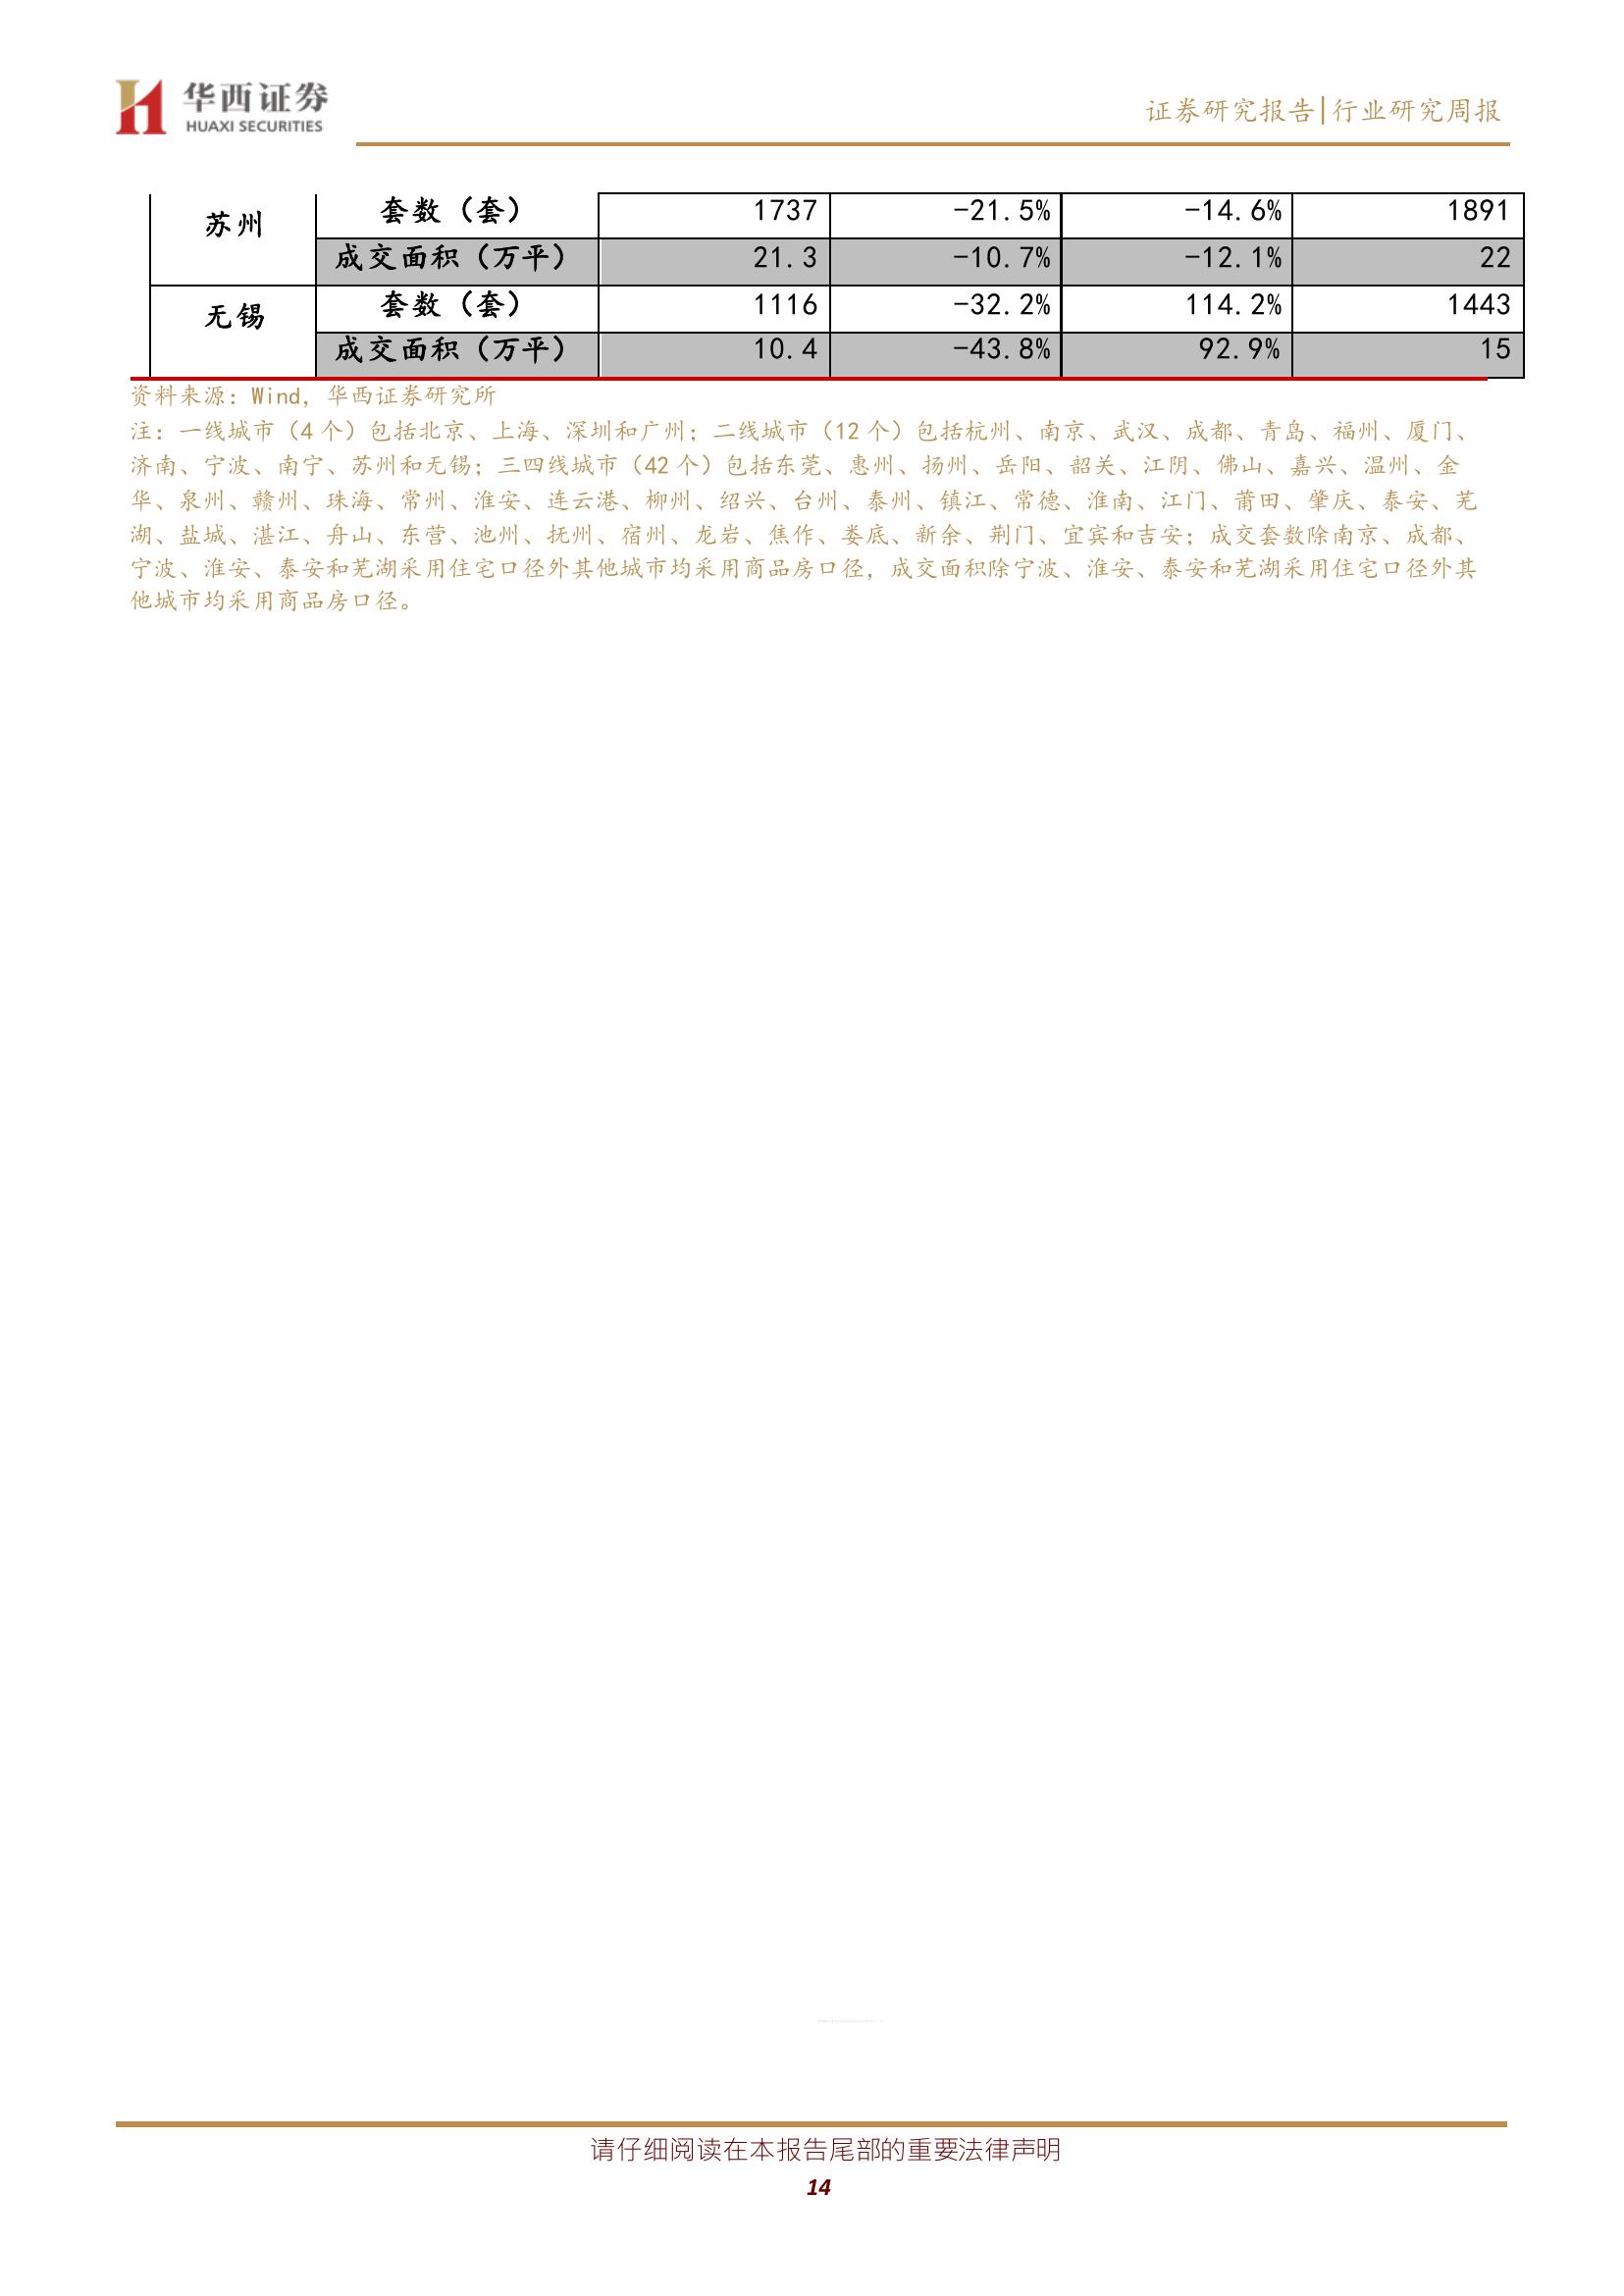 华西证券
HUAXI SECURITIES
证券研究报告|行业研究周报
苏州 套数（套） 1737 -21.5% -14.6% 1891
成交面积（万平） 21.3 -10.7% -12.1% 22
无锡 套数（套） 1116 -32.2% 114.2% 1443
成交面积（万平） 10.4 -43.8% 92.9% 15
资料来源：Wind，华西证券研究所
注：一线城市（4 个）包括北京、上海、深圳和广州；二线城市（12 个）包括杭州、南京、武汉、成都、青岛、福州、厦门、
济南、宁波、南宁、苏州和无锡；三四线城市（42 个）包括东莞、惠州、扬州、岳阳、韶关、江阴、佛山、嘉兴、温州、金
华、泉州、赣州、珠海、常州、淮安、连云港、柳州、绍兴、台州、泰州、镇江、常德、淮南、江门、莆田、肇庆、泰安、芜
湖、盐城、湛江、舟山、东营、池州、抚州、宿州、龙岩、焦作、娄底、新余、荆门、宜宾和吉安；成交套数除南京、成都、
宁波、淮安、泰安和芜湖采用住宅口径外其他城市均采用商品房口径，成交面积除宁波、淮安、泰安和芜湖采用住宅口径外其
他城市均采用商品房口径。
请仔细阅读在本报告尾部的重要法律声明
14